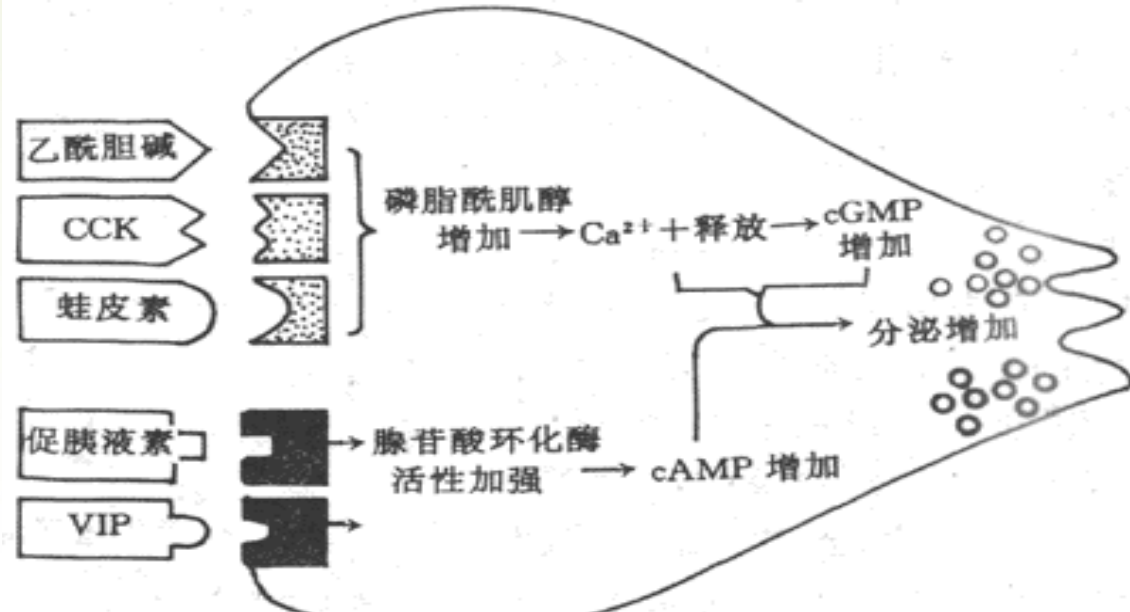 乙酰胆碱
CCK
蛙皮素
磷脂酰肌醇
增加
Ca²⁺+释放
cGMP
增加
分泌增加
促胰液素
VIP
腺苷酸环化酶
活性加强
cAMP 增加